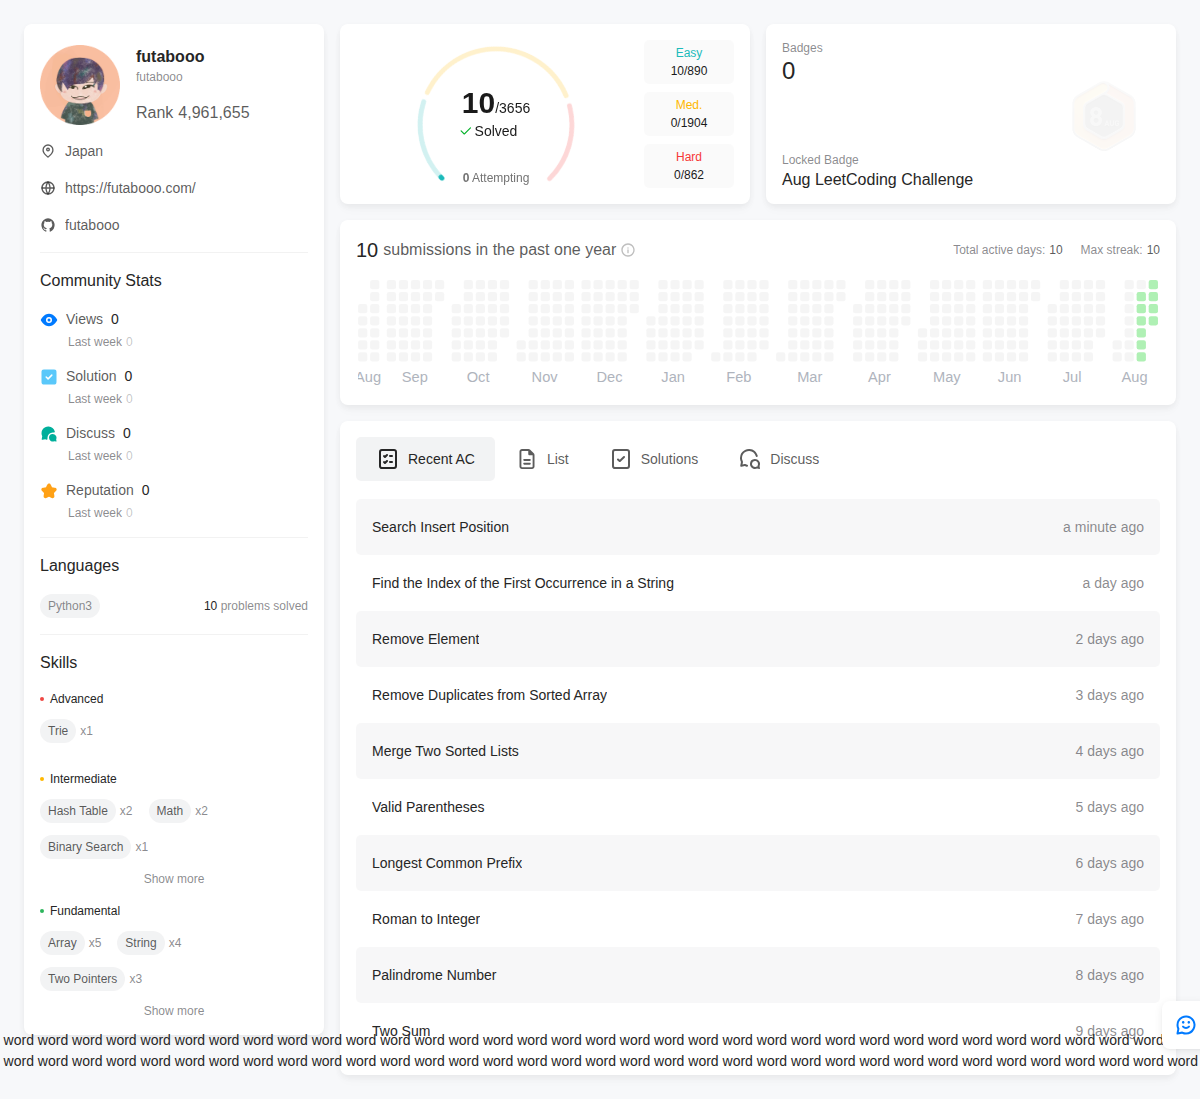 futabooo
futabooo
Rank 4,961,655
Japan
https://futabooo.com/
futabooo
Community Stats
Views 0
Last week 0
Solution 0
Last week 0
Discuss 0
Last week 0
Reputation 0
Last week 0
Languages
Python3 10 problems solved
Skills
Advanced
Trie x1
Intermediate
Hash Table x2 Math x2
Binary Search x1
Show more
Fundamental
Array x5 String x4
Two Pointers x3
Show more
10/3656
Solved
0 Attempting
Easy
10/890
Med.
0/1904
Hard
0/862
Badges
0
Locked Badge
Aug LeetCoding Challenge
10 submissions in the past one year Total active days: 10 Max streak: 10
Aug Sep Oct Nov Dec Jan Feb Mar Apr May Jun Jul Aug
Recent AC List Solutions Discuss
Search Insert Position a minute ago
Find the Index of the First Occurrence in a String a day ago
Remove Element 2 days ago
Remove Duplicates from Sorted Array 3 days ago
Merge Two Sorted Lists 4 days ago
Valid Parentheses 5 days ago
Longest Common Prefix 6 days ago
Roman to Integer 7 days ago
Palindrome Number 8 days ago
Two Sum 9 days ago
word word word word word word word word word word word word word word word word word word word word word word word word word word word word word word word word word word
word word word word word word word word word word word word word word word word word word word word word word word word word word word word word word word word word word word